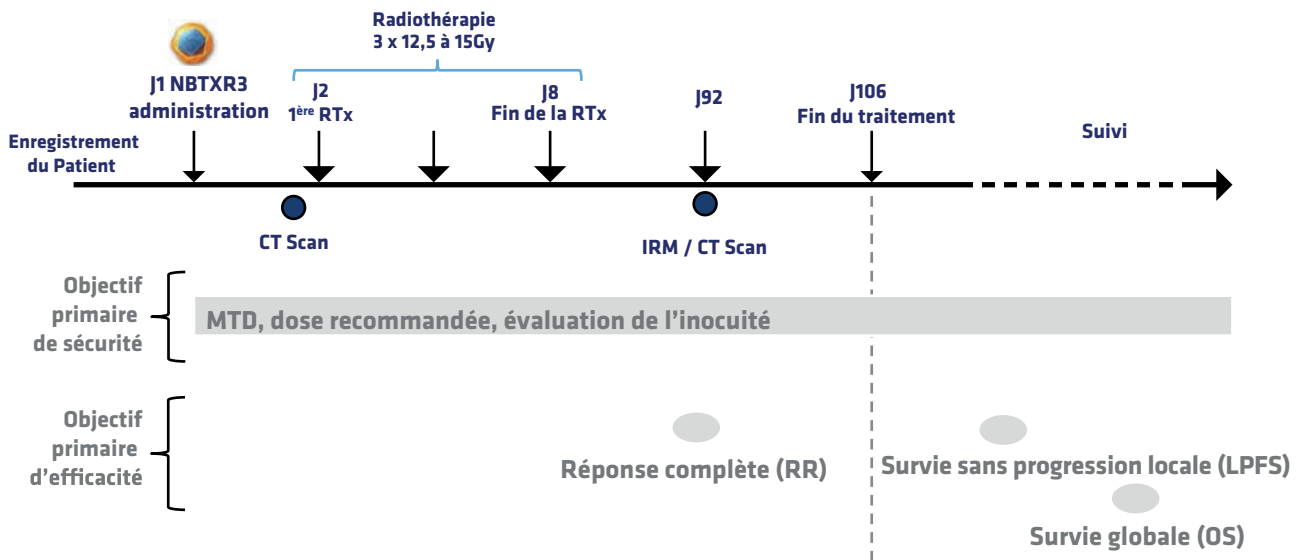 Radiothérapie
3 x 12,5 à 15Gy
J1 NBTXR3
administration
J2
1ère RTx
J8
Fin de la RTx
J92
J106
Fin du traitement
Suivi
Enregistrement
du Patient
CT Scan
IRM / CT Scan
Objectif
primaire
de sécurité
MTD, dose recommandée, évaluation de l'inocuité
Objectif
primaire
d'efficacité
Réponse complète (RR)
Survie sans progression locale (LPFS)
Survie globale (OS)